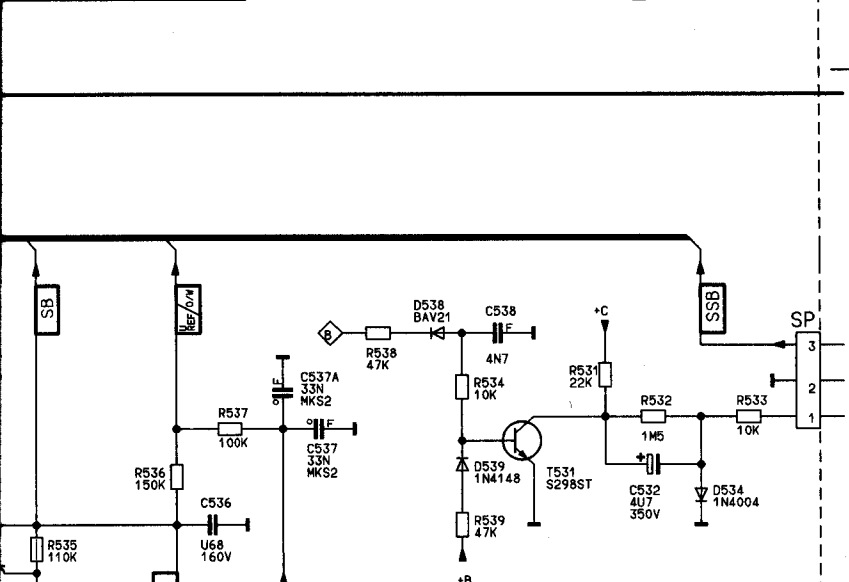 SB
U
REF/O/W
SSB
SP
3
2
1
D538
BAV21
C538
F
4N7
+C
B
R538
47K
R531
22K
C537A
33N
MKS2
F
R534
10K
R532
1M5
R533
10K
R537
100K
F
C537
33N
MKS2
R536
150K
D539
1N4148
T531
S298ST
+
C532
4U7
350V
D534
1N4004
C536
U68
160V
R539
47K
R535
110K
+B